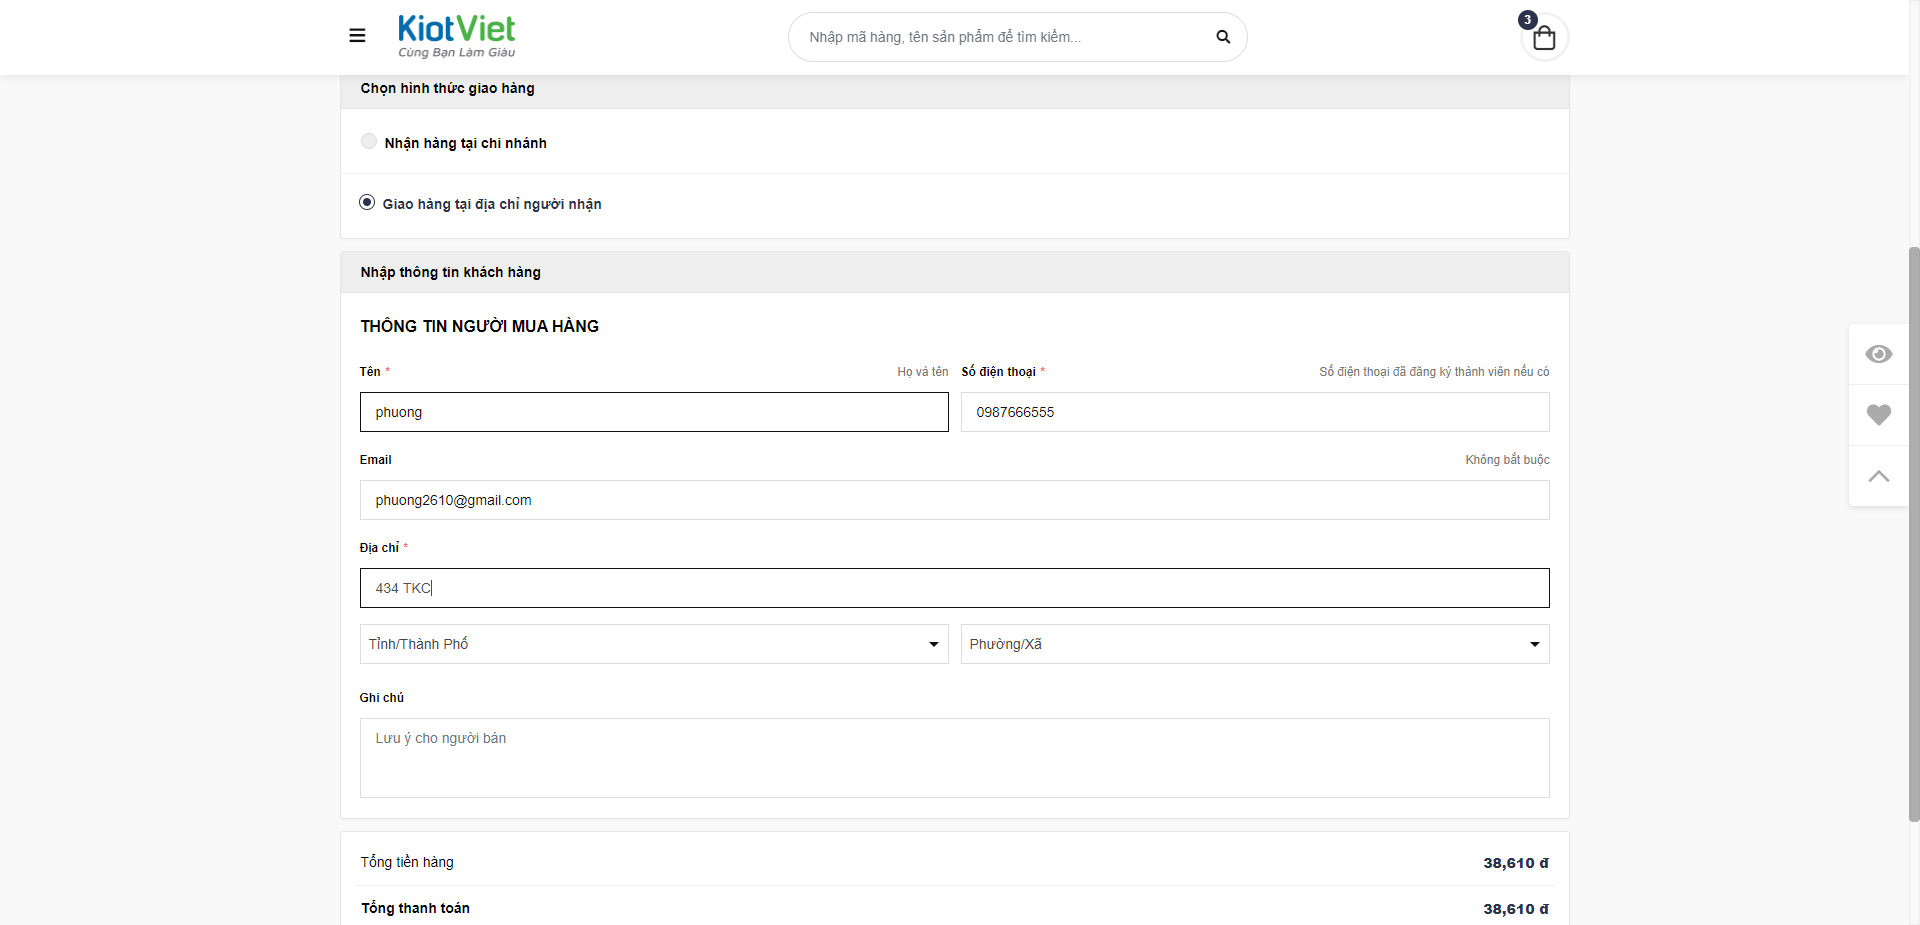 KiotViet
Cùng Bạn Làm Giàu
Nhập mã hàng, tên sản phẩm để tìm kiếm...
3
Chọn hình thức giao hàng
Nhận hàng tại chi nhánh
Giao hàng tại địa chỉ người nhận
Nhập thông tin khách hàng
THÔNG TIN NGƯỜI MUA HÀNG
Tên * Họ và tên
Số điện thoại * Số điện thoại đã đăng ký thành viên nếu có
phuong
0987666555
Email Không bắt buộc
phuong2610@gmail.com
Địa chỉ *
434 TKC
Tỉnh/Thành Phố
Phường/Xã
Ghi chú
Lưu ý cho người bán
Tổng tiền hàng 38,610 đ
Tổng thanh toán 38,610 đ